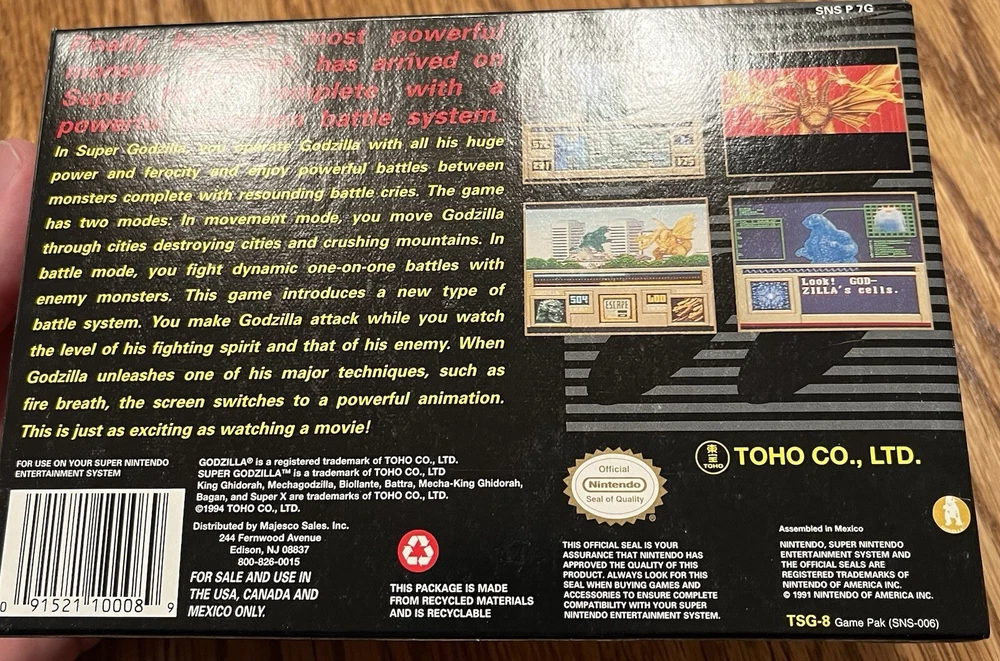 SNS P 7G
Finally most powerful
has arrived on
Super complete with a
powerful battle system.
In Super Godzilla, you operate Godzilla with all his huge
power and ferocity and enjoy powerful battles between
monsters complete with resounding battle cries. The game
has two modes: In movement mode, you move Godzilla
through cities destroying cities and crushing mountains. In
battle mode, you fight dynamic one-on-one battles with
enemy monsters. This game introduces a new type of
battle system. You make Godzilla attack while you watch
the level of his fighting spirit and that of his enemy. When
Godzilla unleashes one of his major techniques, such as
fire breath, the screen switches to a powerful animation.
This is just as exciting as watching a movie!
504
ESCAPE
600
Look! GOD-
ZILLA's cells.
FOR USE ON YOUR SUPER NINTENDO
ENTERTAINMENT SYSTEM
0 91521 10008 9
GODZILLA® is a registered trademark of TOHO CO., LTD.
SUPER GODZILLA™ is a trademark of TOHO CO., LTD
King Ghidorah, Mechagodzilla, Biollante, Battra, Mecha-King Ghidorah,
Bagan, and Super X are trademarks of TOHO CO., LTD.
©1994 TOHO CO., LTD.
Distributed by Majesco Sales. Inc.
244 Fernwood Avenue
Edison, NJ 08837
800-826-0015
FOR SALE AND USE IN
THE USA, CANADA AND
MEXICO ONLY.
THIS PACKAGE IS MADE
FROM RECYCLED MATERIALS
AND IS RECYCLABLE
Official
Nintendo
Seal of Quality
®
THIS OFFICIAL SEAL IS YOUR
ASSURANCE THAT NINTENDO HAS
APPROVED THE QUALITY OF THIS
PRODUCT. ALWAYS LOOK FOR THIS
SEAL WHEN BUYING GAMES AND
ACCESSORIES TO ENSURE COMPLETE
COMPATIBILITY WITH YOUR SUPER
NINTENDO ENTERTAINMENT SYSTEM.
東宝
TOHO
TOHO CO., LTD.
Assembled in Mexico
NINTENDO, SUPER NINTENDO
ENTERTAINMENT SYSTEM AND
THE OFFICIAL SEALS ARE
REGISTERED TRADEMARKS OF
NINTENDO OF AMERICA INC.
© 1991 NINTENDO OF AMERICA INC.
TSG-8 Game Pak (SNS-006)